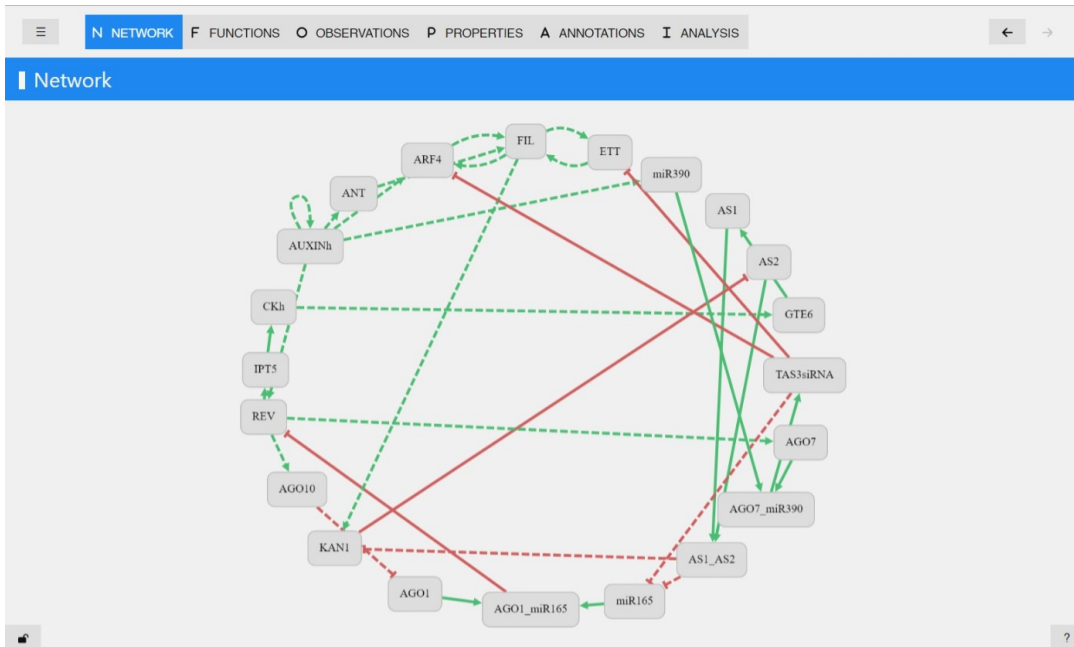 ☰ N NETWORK F FUNCTIONS O OBSERVATIONS P PROPERTIES A ANNOTATIONS I ANALYSIS ← →
Network
FIL
ETT
ARF4
miR390
ANT
AS1
AUXINh
AS2
CKh
GTE6
IPT5
TAS3siRNA
REV
AGO7
AGO10
AGO7_miR390
KAN1
AS1_AS2
AGO1
miR165
AGO1_miR165
?